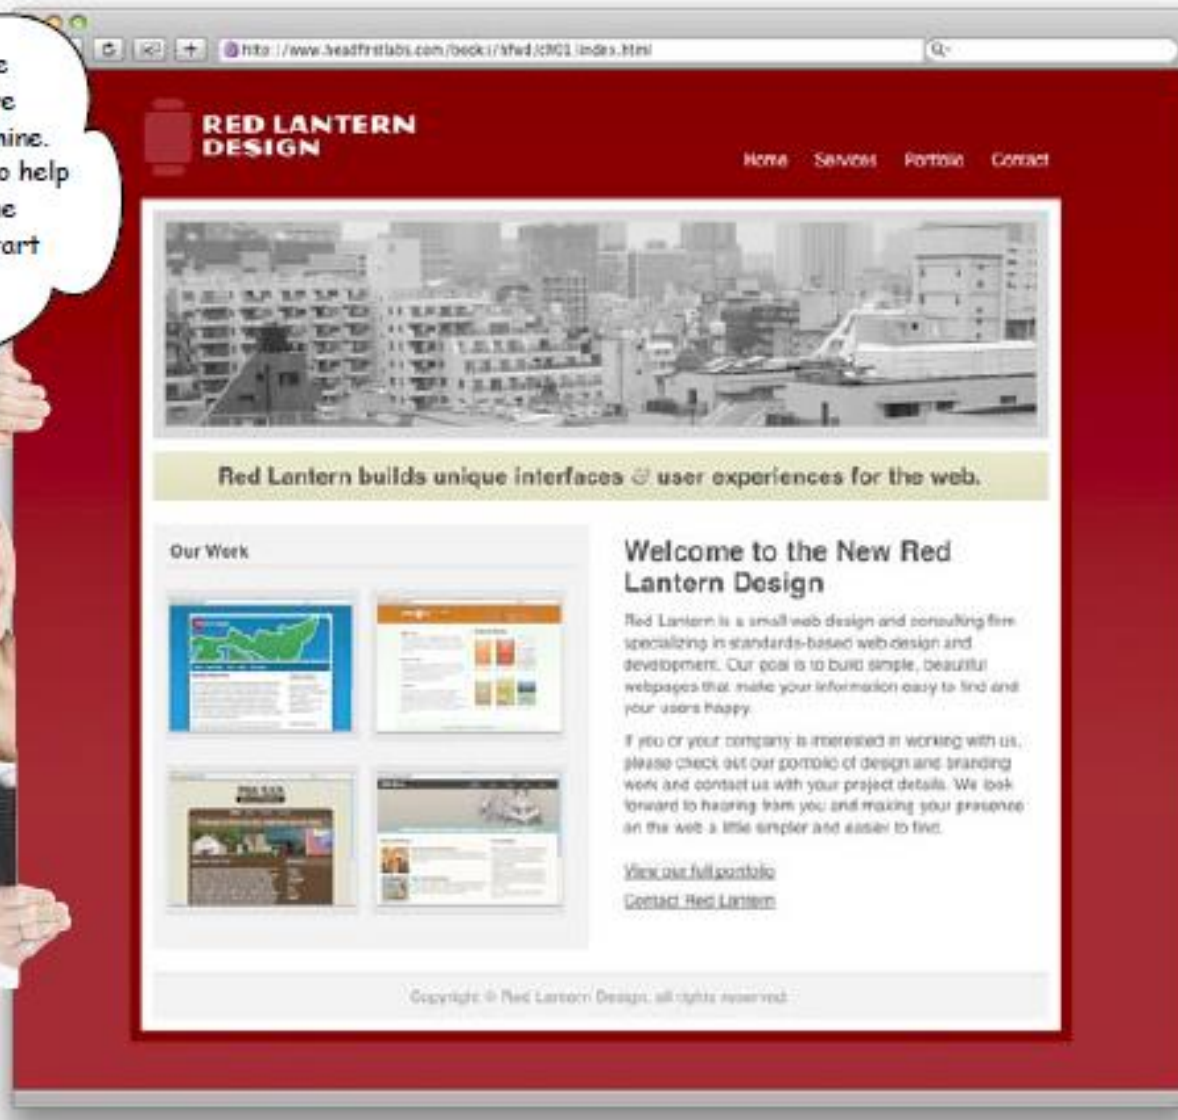 hine.
o help
art
http://www.headfirstlabs.com/books/hfwd/ch01/index.html
RED LANTERN
DESIGN
Home Services Portfolio Contact
Red Lantern builds unique interfaces & user experiences for the web.
Our Work
Welcome to the New Red
Lantern Design
Red Lantern is a small web design and consulting firm
specializing in standards-based web design and
development. Our goal is to build simple, beautiful
webpages that make your information easy to find and
your users happy.
If you or your company is interested in working with us,
please check out our portfolio of design and branding
work and contact us with your project details. We look
forward to hearing from you and making your presence
on the web a little simpler and easier to find.
View our full portfolio
Contact Red Lantern
Copyright © Red Lantern Design, all rights reserved